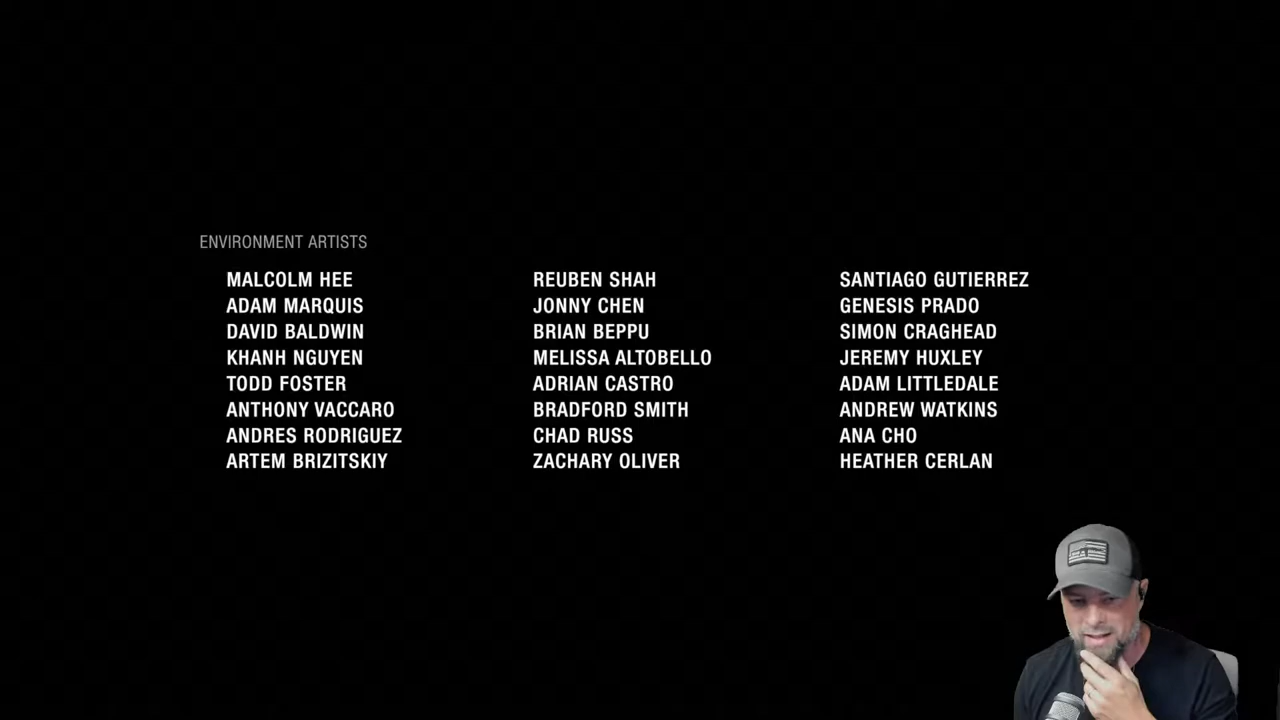 ENVIRONMENT ARTISTS
MALCOLM HEE
ADAM MARQUIS
DAVID BALDWIN
KHANH NGUYEN
TODD FOSTER
ANTHONY VACCARO
ANDRES RODRIGUEZ
ARTEM BRIZITSKIY
REUBEN SHAH
JONNY CHEN
BRIAN BEPPU
MELISSA ALTOBELLO
ADRIAN CASTRO
BRADFORD SMITH
CHAD RUSS
ZACHARY OLIVER
SANTIAGO GUTIERREZ
GENESIS PRADO
SIMON CRAGHEAD
JEREMY HUXLEY
ADAM LITTLEDALE
ANDREW WATKINS
ANA CHO
HEATHER CERLAN